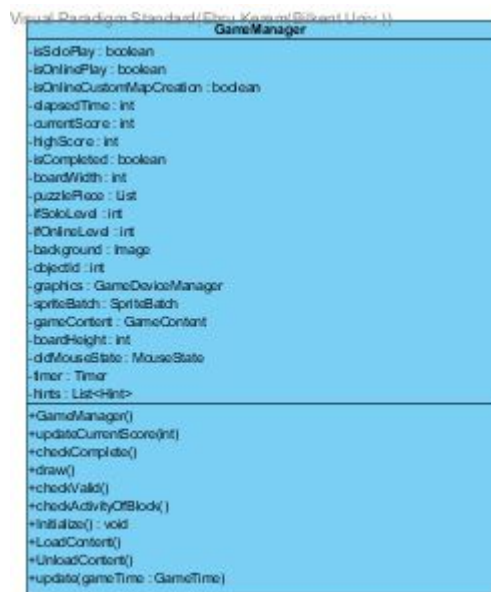 Visual Paradigm Standard(Ebru Kerem(Bilkent Univ.))
GameManager
-isSoloPlay : boolean
-isOnlinePlay : boolean
-isOnlineCustomMapCreation : boolean
-elapsedTime : int
-currentScore : int
-highScore : int
-isCompleted : boolean
-boardWidth : int
-puzzlePiece : List
-ifSoloLevel : int
-ifOnlineLevel : int
-background : Image
-objectId : int
-graphics : GameDeviceManager
-spriteBatch : SpriteBatch
-gameContent : GameContent
-boardHeight : int
-oldMouseState : MouseState
-timer : Timer
-hints : List<Hint>
+GameManager()
+updateCurrentScore(int)
+checkComplete()
+draw()
+checkValid()
+checkActivityOfBlock()
+Initialize() : void
+LoadContent()
+UnloadContent()
+update(gameTime : GameTime)